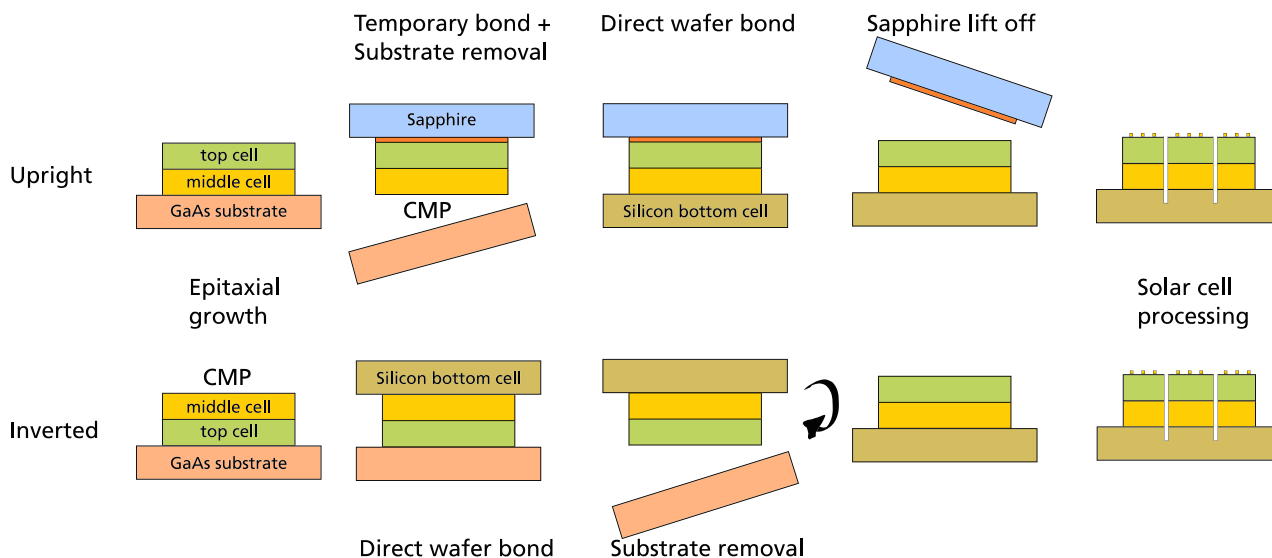 Temporary bond +
Substrate removal
Direct wafer bond
Sapphire lift off
Upright
top cell
middle cell
GaAs substrate
Sapphire
CMP
Silicon bottom cell
Epitaxial
growth
Solar cell
processing
Inverted
CMP
middle cell
top cell
GaAs substrate
Silicon bottom cell
Direct wafer bond
Substrate removal